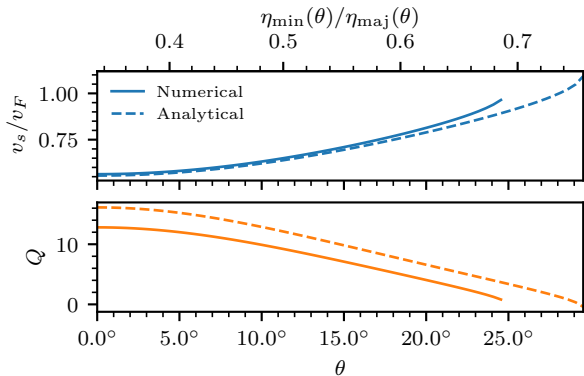 η_min(θ)/η_maj(θ)
0.4 0.5 0.6 0.7
1.00
0.75
v_s/v_F
Numerical
Analytical
10
0
Q
0.0° 5.0° 10.0° 15.0° 20.0° 25.0°
θ